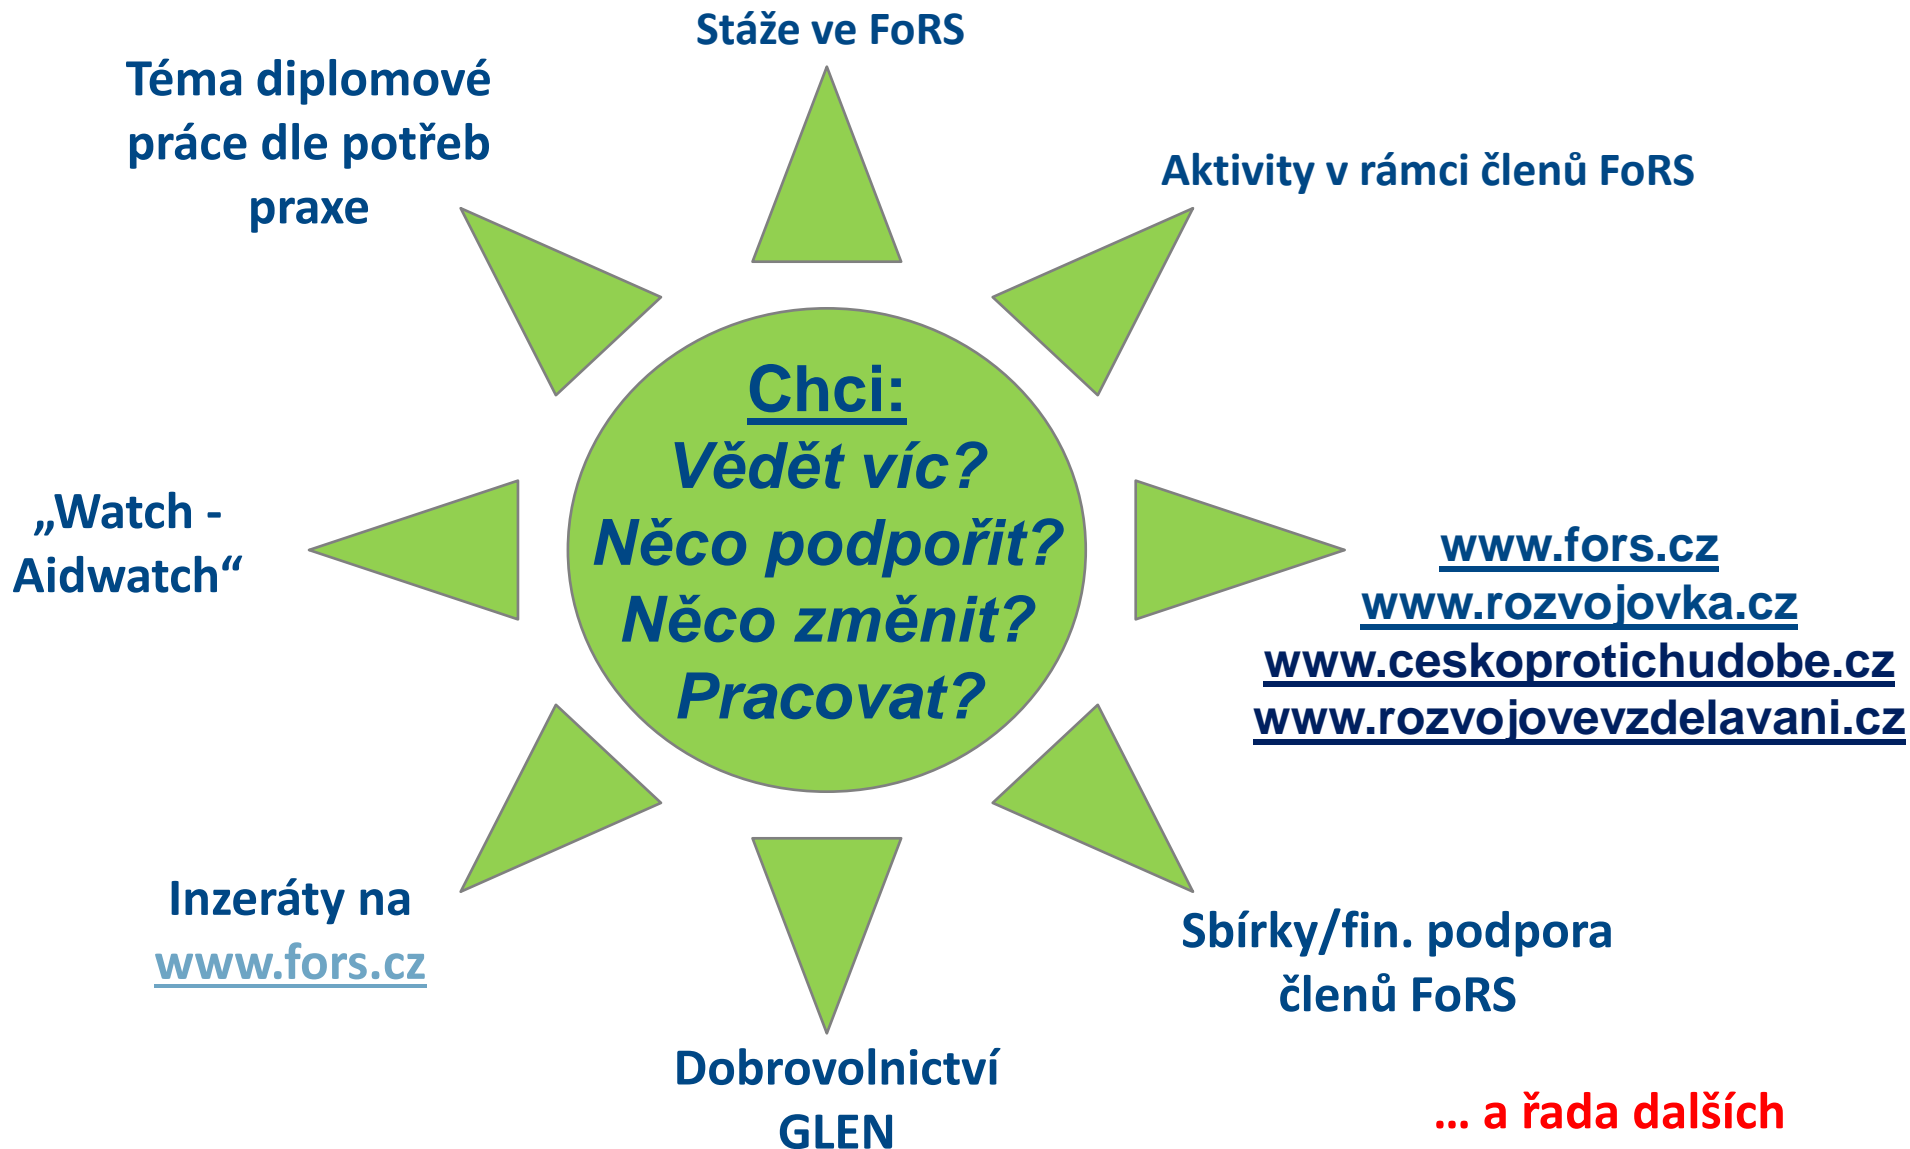 Stáže ve FoRS
Téma diplomové
práce dle potřeb
praxe
Aktivity v rámci členů FoRS
Chci:
Vědět víc?
Něco podpořit?
Něco změnit?
Pracovat?
„Watch -
Aidwatch“
www.fors.cz
www.rozvojovka.cz
www.ceskoprotichudobe.cz
www.rozvojovevzdelavani.cz
Inzeráty na
www.fors.cz
Sbírky/fin. podpora
členů FoRS
Dobrovolnictví
GLEN
… a řada dalších